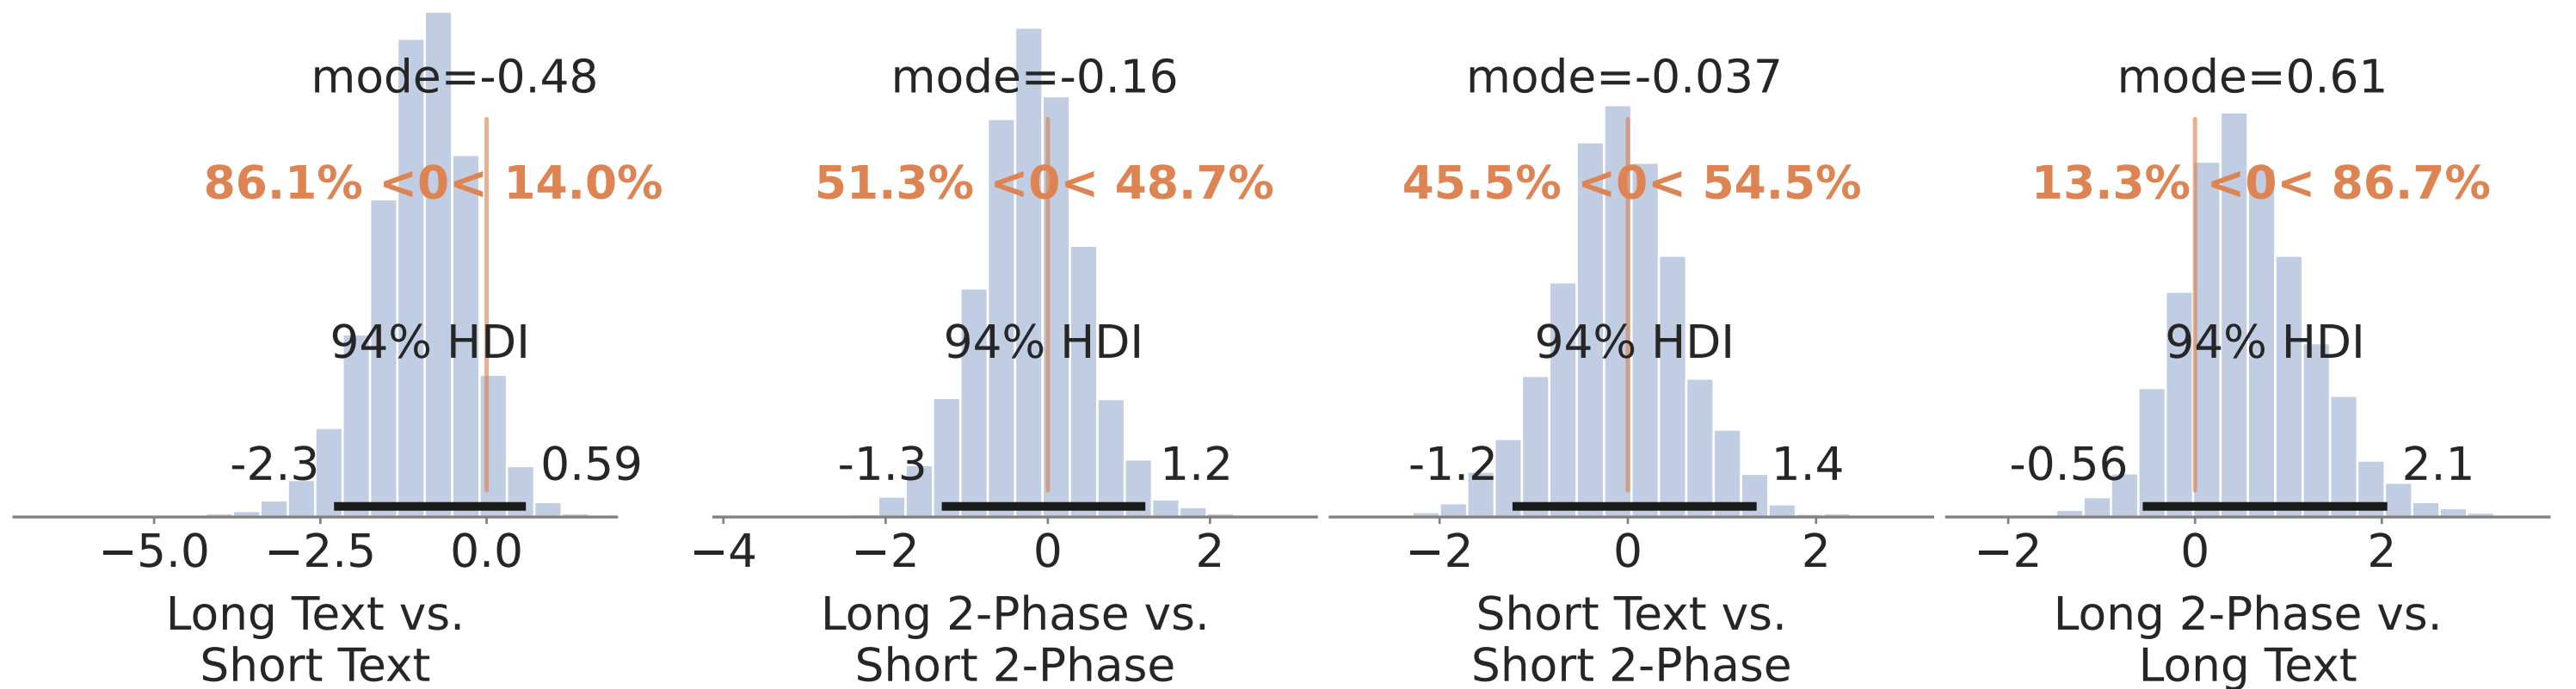 mode=-0.48
86.1% <0< 14.0%
94% HDI
-2.3 0.59
−5.0 −2.5 0.0
Long Text vs.
Short Text
mode=-0.16
51.3% <0< 48.7%
94% HDI
-1.3 1.2
−4 −2 0 2
Long 2-Phase vs.
Short 2-Phase
mode=-0.037
45.5% <0< 54.5%
94% HDI
-1.2 1.4
−2 0 2
Short Text vs.
Short 2-Phase
mode=0.61
13.3% <0< 86.7%
94% HDI
-0.56 2.1
−2 0 2
Long 2-Phase vs.
Long Text